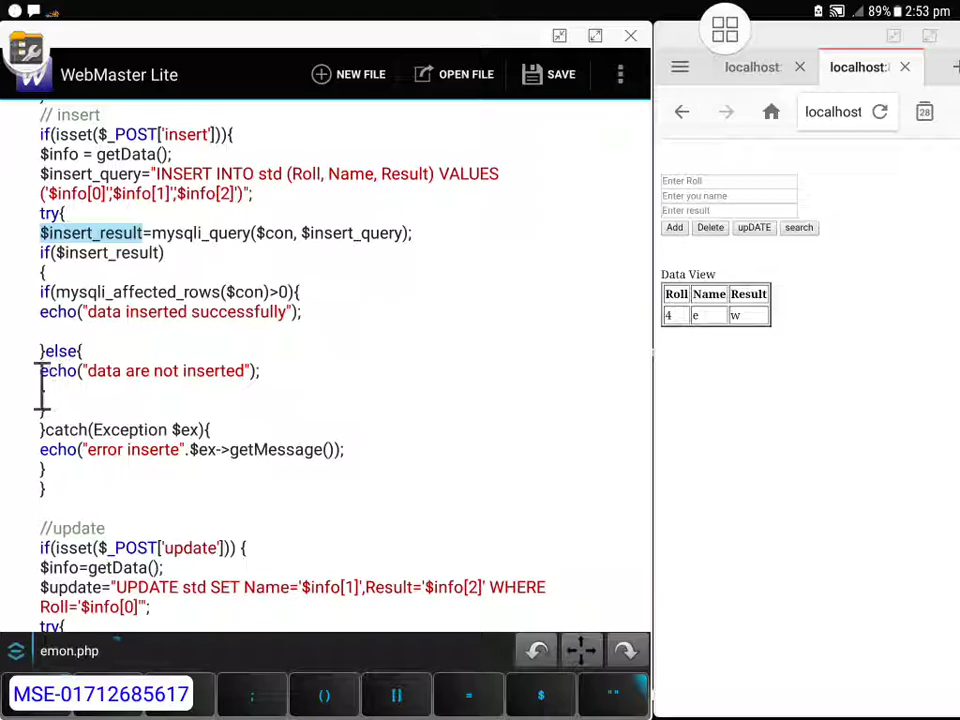 89% 2:53 pm
WebMaster Lite
NEW FILE
OPEN FILE
SAVE
// insert
if(isset($_POST['insert'])){
$info = getData();
$insert_query="INSERT INTO std (Roll, Name, Result) VALUES
('$info[0]','$info[1]','$info[2]')";
try{
$insert_result=mysqli_query($con, $insert_query);
if($insert_result)
{
if(mysqli_affected_rows($con)>0){
echo("data inserted successfully");
}else{
echo("data are not inserted");
}
}catch(Exception $ex){
echo("error inserte".$ex->getMessage());
}
}
//update
if(isset($_POST['update'])) {
$info=getData();
$update="UPDATE std SET Name='$info[1]',Result='$info[2]' WHERE
Roll='$info[0]'";
try{
emon.php
MSE-01712685617
;
()
[]
=
$
""
localhost:
localhost:
localhost
28
Enter Roll
Enter you name
Enter result
Add Delete upDATE search
Data View
Roll Name Result
4 e w